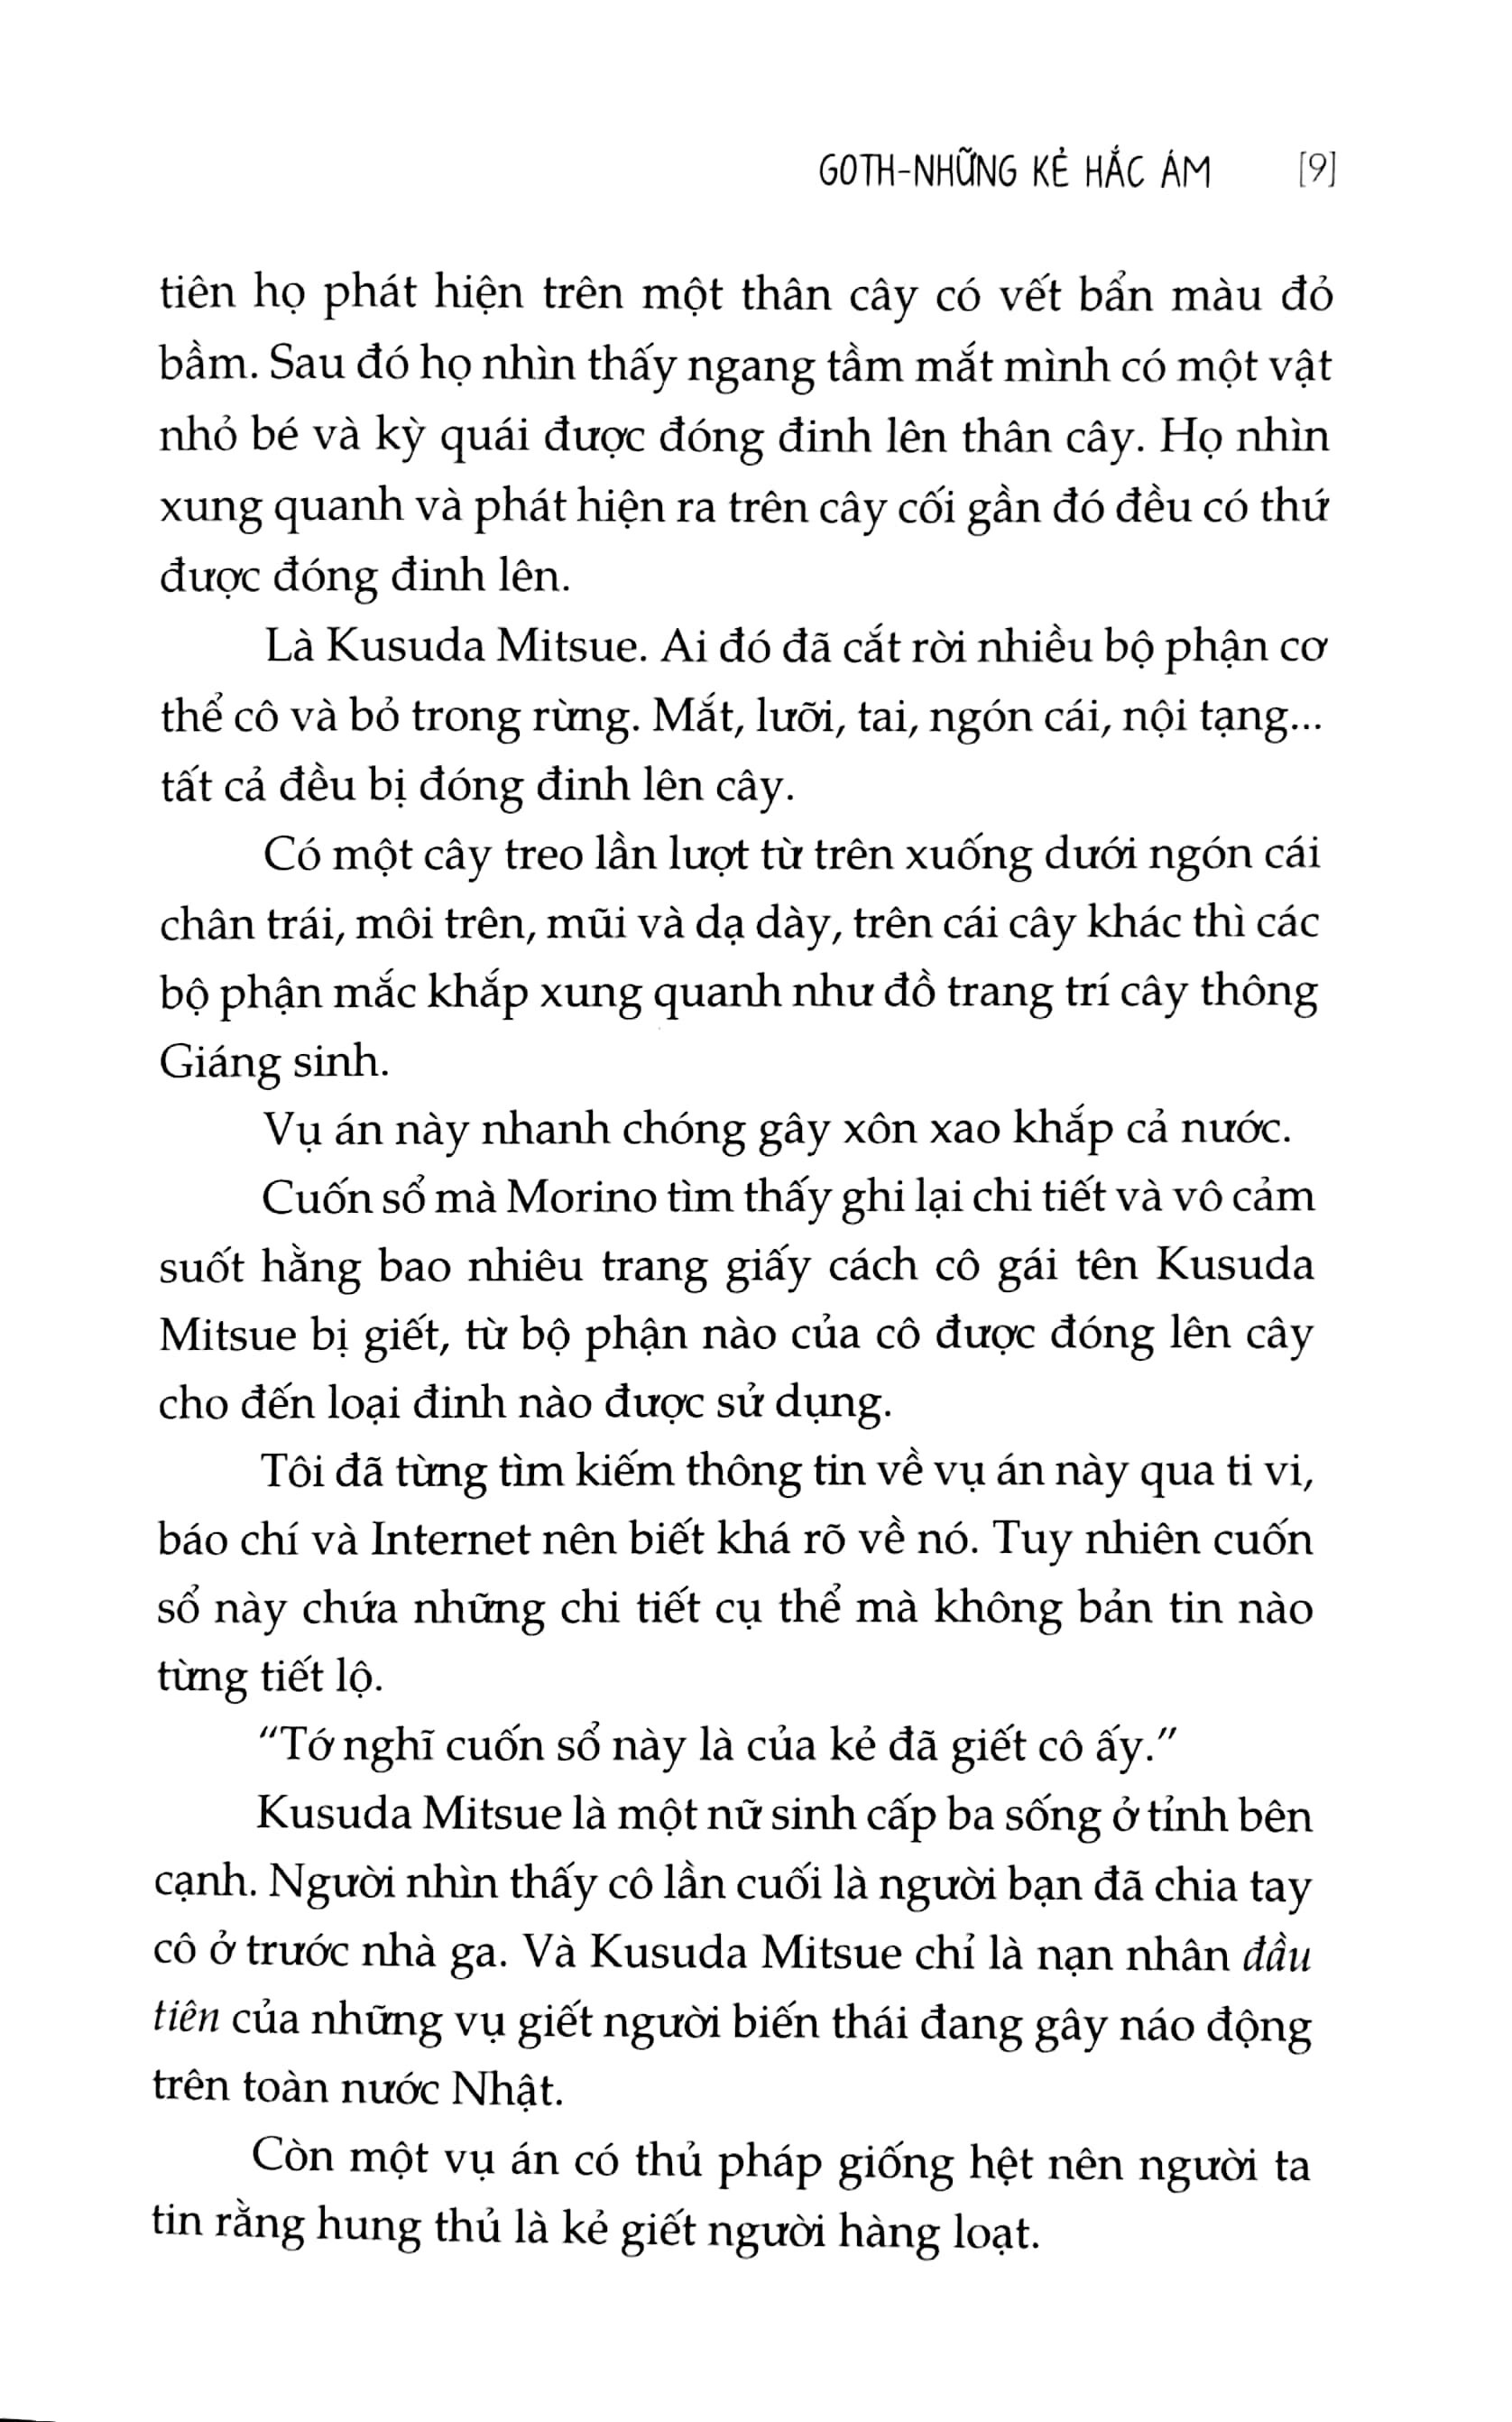 GOTH-NHỮNG KẺ HẮC ÁM [9]
tiên họ phát hiện trên một thân cây có vết bẩn màu đỏ
bầm. Sau đó họ nhìn thấy ngang tầm mắt mình có một vật
nhỏ bé và kỳ quái được đóng đinh lên thân cây. Họ nhìn
xung quanh và phát hiện ra trên cây cối gần đó đều có thứ
được đóng đinh lên.
Là Kusuda Mitsue. Ai đó đã cắt rời nhiều bộ phận cơ
thể cô và bỏ trong rừng. Mắt, lưỡi, tai, ngón cái, nội tạng...
tất cả đều bị đóng đinh lên cây.
Có một cây treo lần lượt từ trên xuống dưới ngón cái
chân trái, môi trên, mũi và dạ dày, trên cái cây khác thì các
bộ phận mắc khắp xung quanh như đồ trang trí cây thông
Giáng sinh.
Vụ án này nhanh chóng gây xôn xao khắp cả nước.
Cuốn sổ mà Morino tìm thấy ghi lại chi tiết và vô cảm
suốt hằng bao nhiêu trang giấy cách cô gái tên Kusuda
Mitsue bị giết, từ bộ phận nào của cô được đóng lên cây
cho đến loại đinh nào được sử dụng.
Tôi đã từng tìm kiếm thông tin về vụ án này qua ti vi,
báo chí và Internet nên biết khá rõ về nó. Tuy nhiên cuốn
sổ này chứa những chi tiết cụ thể mà không bản tin nào
từng tiết lộ.
“Tớ nghĩ cuốn sổ này là của kẻ đã giết cô ấy.”
Kusuda Mitsue là một nữ sinh cấp ba sống ở tỉnh bên
cạnh. Người nhìn thấy cô lần cuối là người bạn đã chia tay
cô ở trước nhà ga. Và Kusuda Mitsue chỉ là nạn nhân đầu
tiên của những vụ giết người biến thái đang gây náo động
trên toàn nước Nhật.
Còn một vụ án có thủ pháp giống hệt nên người ta
tin rằng hung thủ là kẻ giết người hàng loạt.